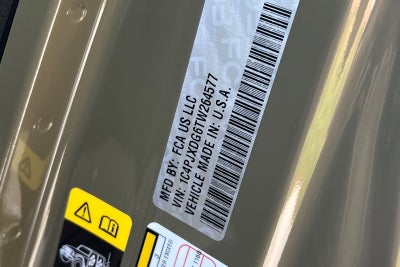 MFD BY: FCA US LLC
VIN: 1C4PJXDG6TW264577
VEHICLE MADE IN: U.S.A.